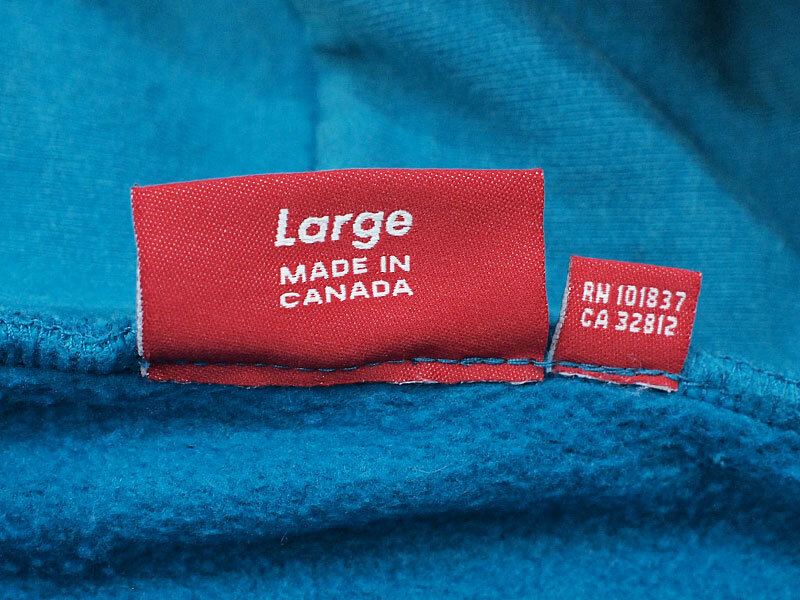 Large
MADE IN
CANADA
RN 101837
CA 32812